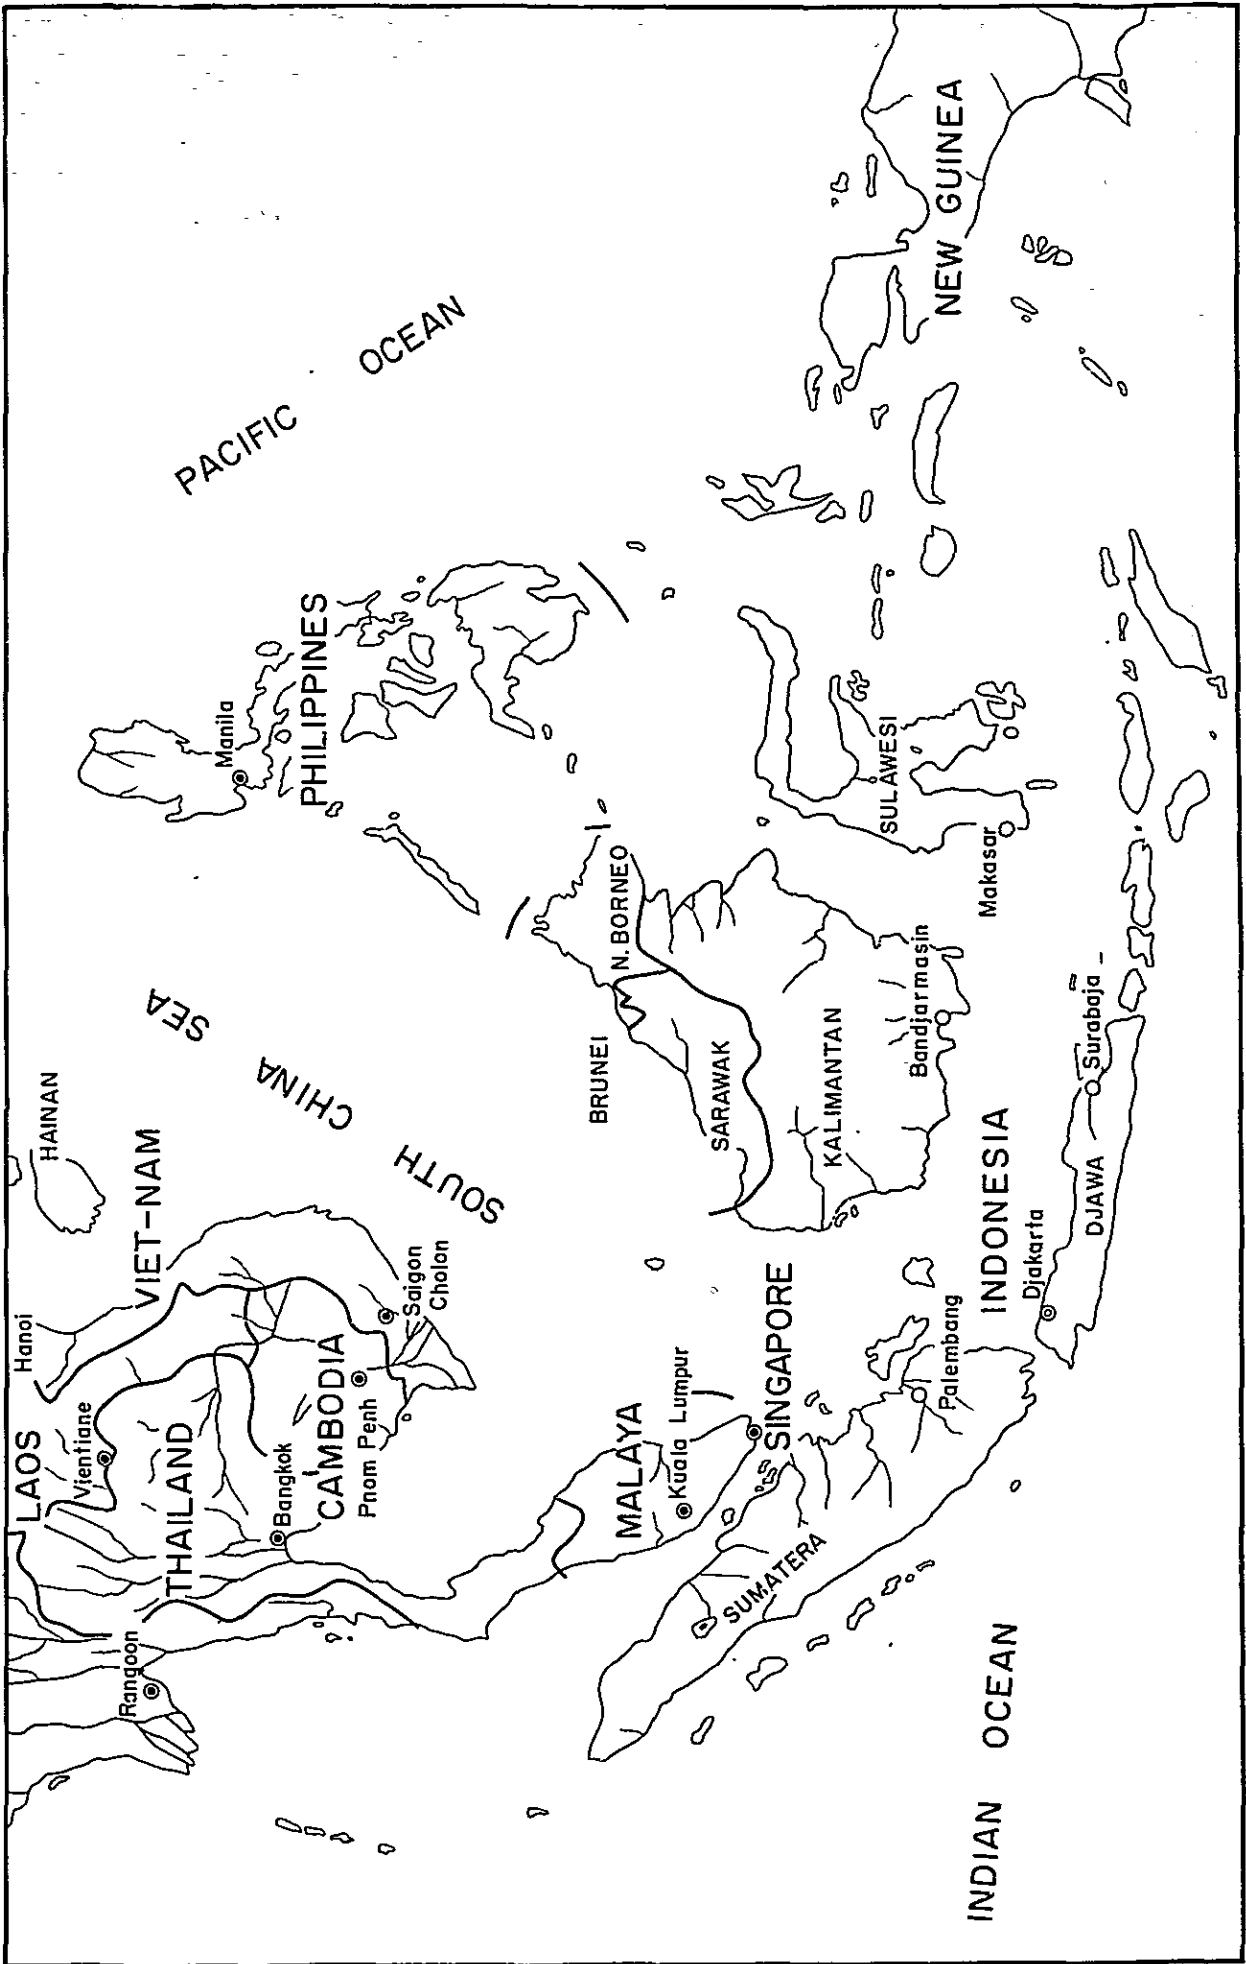 LAOS
Hanoi
HAINAN
Vientiane
VIET-NAM
Rangoon
THAILAND
Bangkok
CAMBODIA
Pnom Penh
Saigon
Cholon
SOUTH CHINA SEA
Manila
PHILIPPINES
PACIFIC OCEAN
MALAYA
Kuala Lumpur
SINGAPORE
BRUNEI
N. BORNEO
SARAWAK
KALIMANTAN
Bandjarmasin
SULAWESI
Makasar
NEW GUINEA
SUMATERA
Palembang
INDONESIA
Djakarta
DJAWA
Surabaja
INDIAN OCEAN